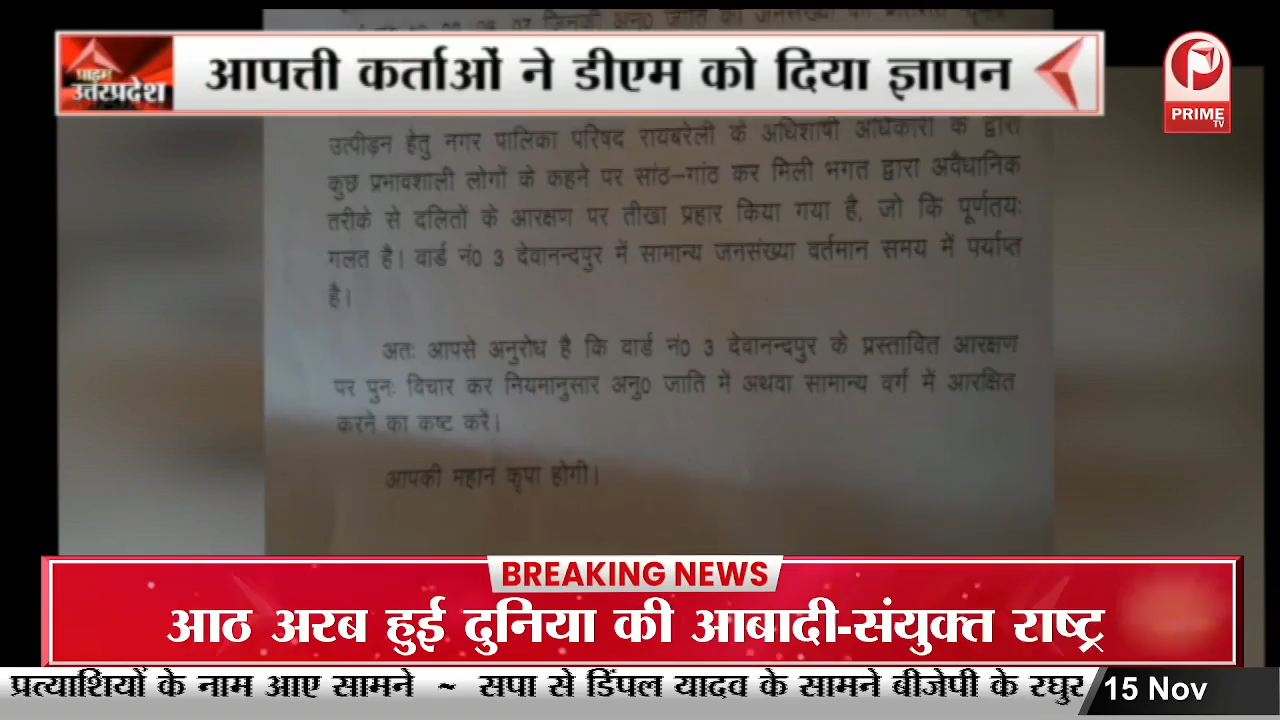 प्राइम
उत्तरप्रदेश
आपत्ती कर्ताओं ने डीएम को दिया ज्ञापन
PRIME
TV
उत्पीड़न हेतु नगर पालिका परिषद रायबरेली के अधिशाषी अधिकारी के द्वारा
कुछ प्रभावशाली लोगों के कहने पर सांठ-गांठ कर मिली भगत द्वारा अवैधानिक
तरीके से दलितों के आरक्षण पर तीखा प्रहार किया गया है, जो कि पूर्णतयः
गलत है। वार्ड नं0 3 देवानन्दपुर में सामान्य जनसंख्या वर्तमान समय में पर्याप्त
है।
अतः आपसे अनुरोध है कि वार्ड नं0 3 देवानन्दपुर के प्रस्तावित आरक्षण
पर पुनः विचार कर नियमानुसार अनु0 जाति में अथवा सामान्य वर्ग में आरक्षित
करने का कष्ट करें।
आपकी महान कृपा होगी।
BREAKING NEWS
आठ अरब हुई दुनिया की आबादी-संयुक्त राष्ट्र
प्रत्याशियों के नाम आए सामने ~ सपा से डिंपल यादव के सामने बीजेपी के रघुर
15 Nov